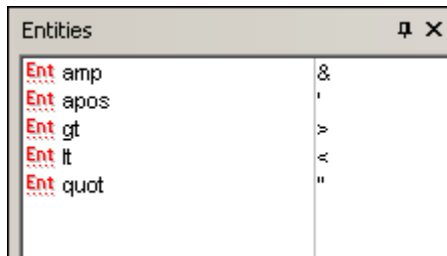 Entities
Ent amp &
Ent apos '
Ent gt >
Ent lt <
Ent quot "